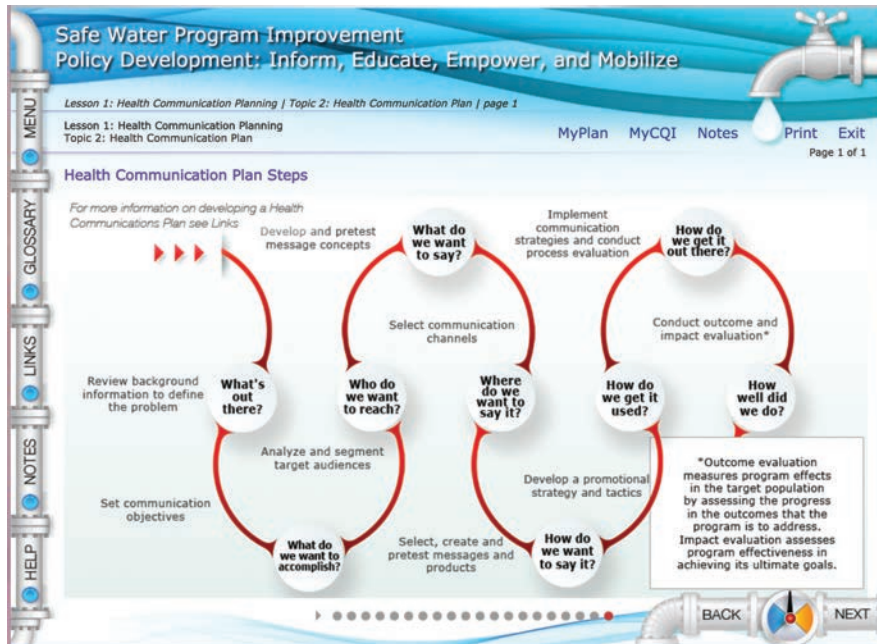 Safe Water Program Improvement
Policy Development: Inform, Educate, Empower, and Mobilize
Lesson 1: Health Communication Planning | Topic 2: Health Communication Plan | page 1
Lesson 1: Health Communication Planning
Topic 2: Health Communication Plan
MyPlan MyCQI Notes Print Exit
Page 1 of 1
MENU
GLOSSARY
LINKS
NOTES
HELP
Health Communication Plan Steps
For more information on developing a Health
Communications Plan see Links
Review background
information to define
the problem
What's
out
there?
Set communication
objectives
What do
we want to
accomplish?
Analyze and segment
target audiences
Who do
we want
to reach?
Develop and pretest
message concepts
What do
we want
to say?
Select communication
channels
Where
do we
want to
say it?
Select, create and
pretest messages and
products
How do
we want
to say it?
Develop a promotional
strategy and tactics
How do
we get it
used?
Implement
communication
strategies and conduct
process evaluation
How do
we get it
out there?
Conduct outcome and
impact evaluation*
How
well did
we do?
*Outcome evaluation
measures program effects
in the target population
by assessing the progress
in the outcomes that the
program is to address.
Impact evaluation assesses
program effectiveness in
achieving its ultimate goals.
BACK NEXT